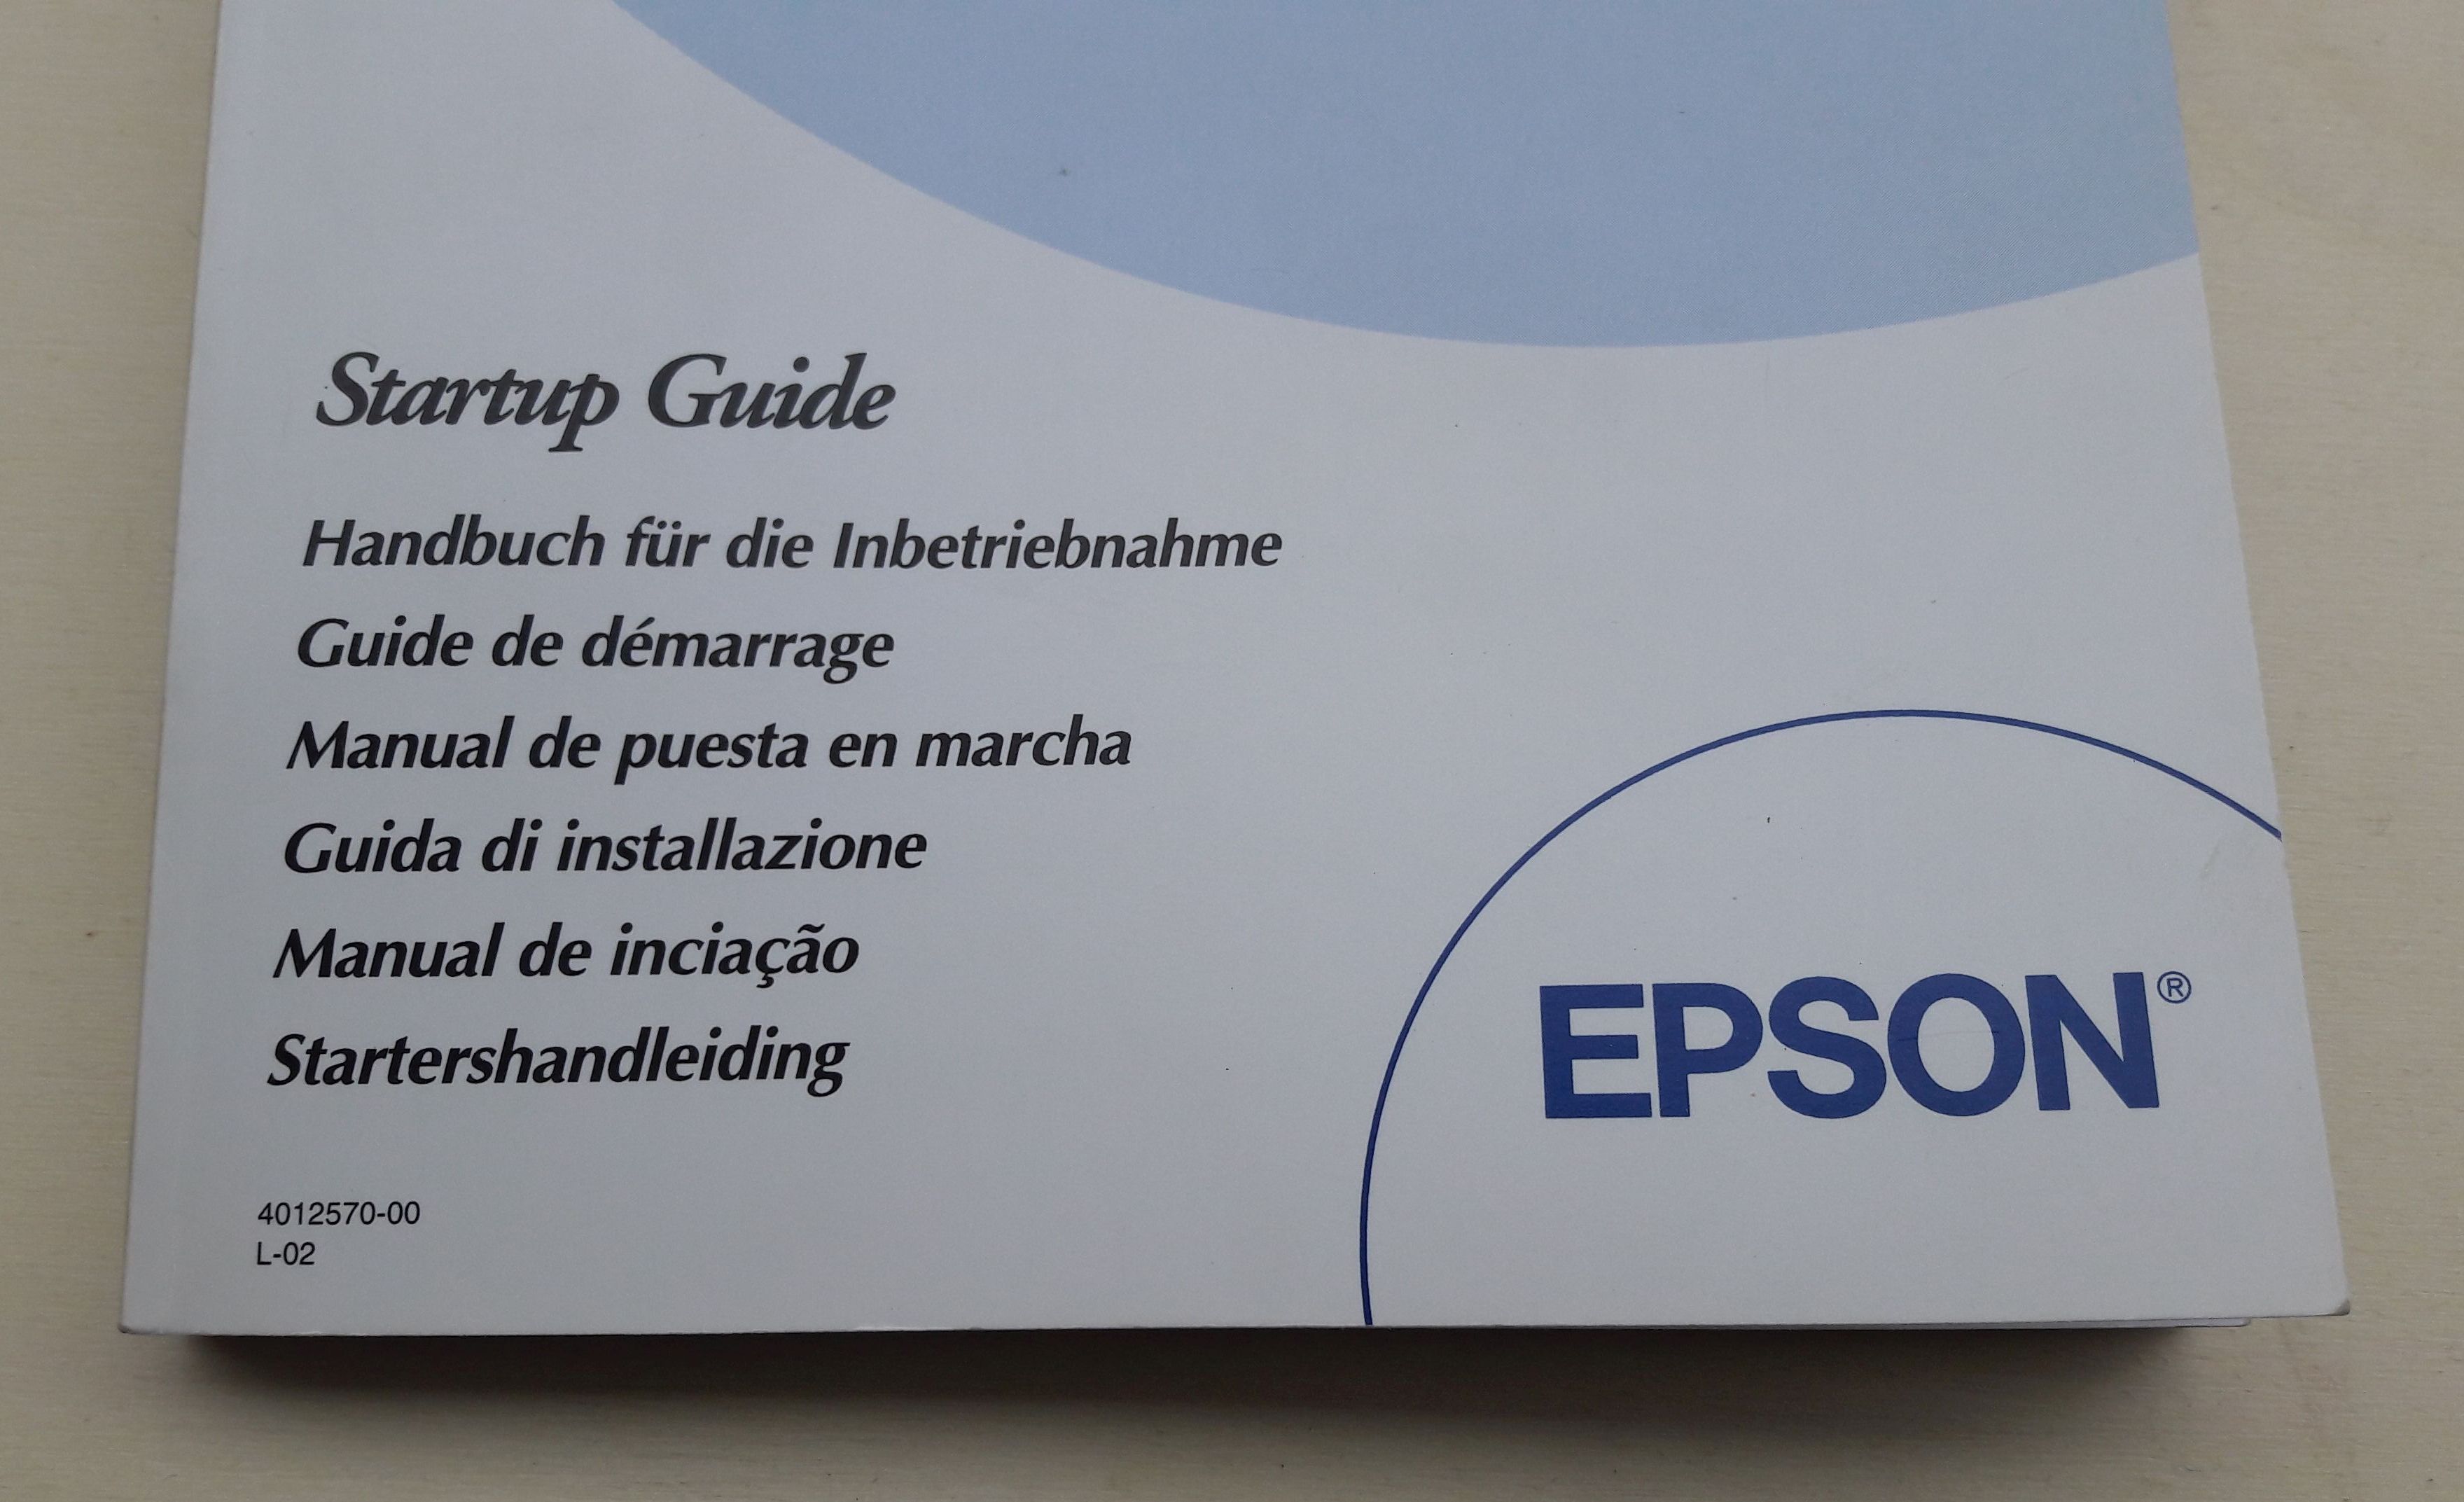 Startup Guide
Handbuch für die Inbetriebnahme
Guide de démarrage
Manual de puesta en marcha
Guida di installazione
Manual de inciação
Startershandleiding
4012570-00
L-02
EPSON®